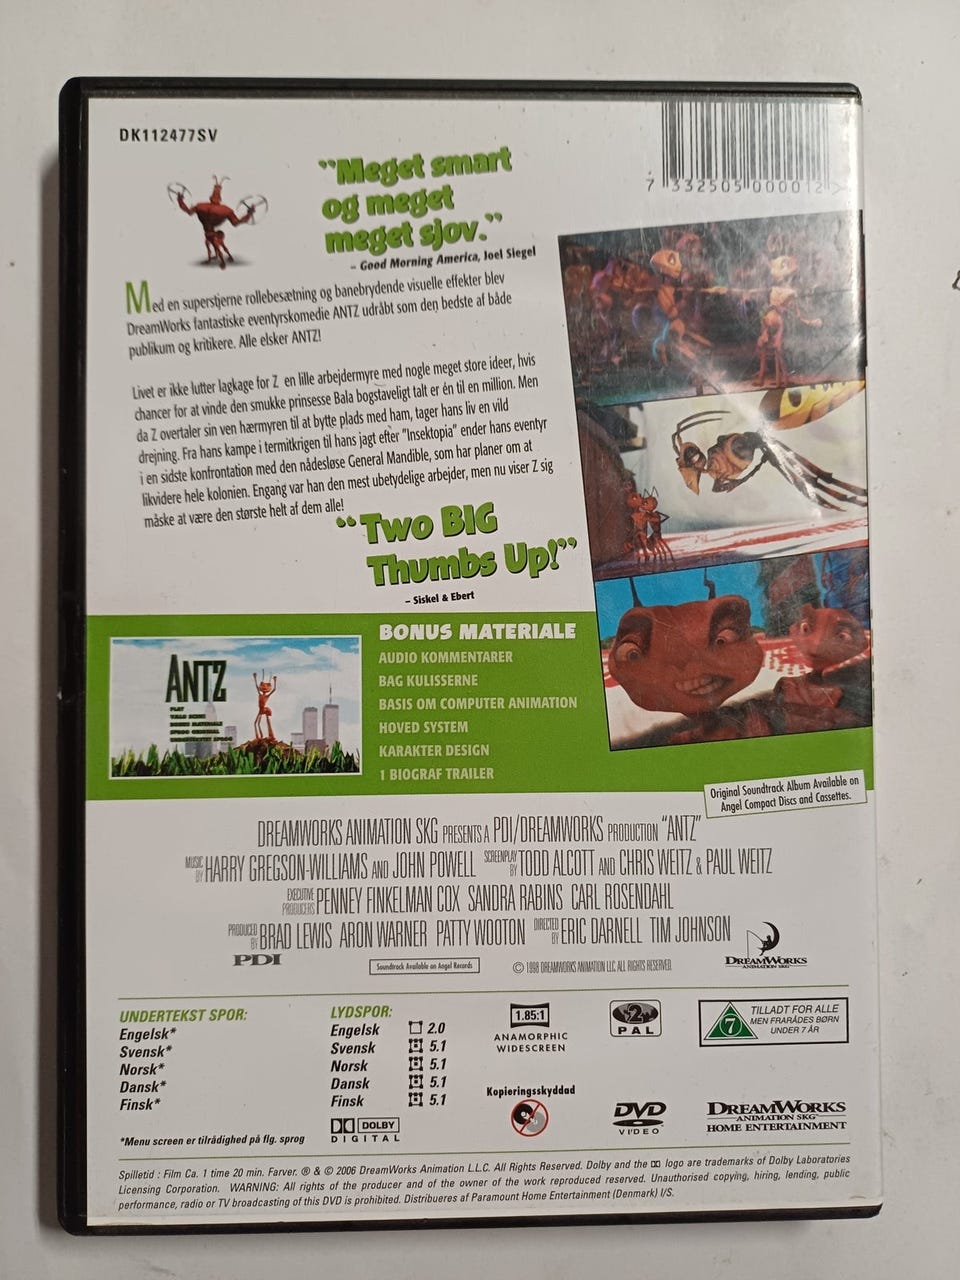 DK112477SV
7 332505 000012 >
"Meget smart
og meget
meget sjov."
– Good Morning America, Joel Siegel
Med en superstjerne rollebesætning og banebrydende visuelle effekter blev
DreamWorks fantastiske eventyrskomedie ANTZ udråbt som den bedste af både
publikum og kritikere. Alle elsker ANTZ!
Livet er ikke lutter lagkage for Z en lille arbejdermyre med nogle meget store ideer, hvis
chancer for at vinde den smukke prinsesse Bala bogstaveligt talt er én til en million. Men
da Z overtaler sin ven hærmyren til at bytte plads med ham, tager hans liv en vild
drejning. Fra hans kampe i termitkrigen til hans jagt efter "Insektopia" ender hans eventyr
i en sidste konfrontation med den nådesløse General Mandible, som har planer om at
likvidere hele kolonien. Engang var han den mest ubetydelige arbejder, men nu viser Z sig
måske at være den største helt af dem alle!
"Two BIG
Thumbs Up!"
– Siskel & Ebert
ANTZ
PLAY
VÆLG SCENE
BONUS MATERIALE
SPROG ORIGINAL
UNDERTEKST SPROG
BONUS MATERIALE
AUDIO KOMMENTARER
BAG KULISSERNE
BASIS OM COMPUTER ANIMATION
HOVED SYSTEM
KARAKTER DESIGN
1 BIOGRAF TRAILER
Original Soundtrack Album Available on
Angel Compact Discs and Cassettes.
DREAMWORKS ANIMATION SKG PRESENTS A PDI/DREAMWORKS PRODUCTION "ANTZ"
MUSIC BY HARRY GREGSON-WILLIAMS AND JOHN POWELL SCREENPLAY BY TODD ALCOTT AND CHRIS WEITZ & PAUL WEITZ
EXECUTIVE PRODUCERS PENNEY FINKELMAN COX SANDRA RABINS CARL ROSENDAHL
PRODUCED BY BRAD LEWIS ARON WARNER PATTY WOOTON DIRECTED BY ERIC DARNELL TIM JOHNSON
PDI
Soundtrack Available on Angel Records
© 1998 DREAMWORKS ANIMATION LLC. ALL RIGHTS RESERVED.
DREAMWORKS
ANIMATION SKG
UNDERTEKST SPOR:
Engelsk*
Svensk*
Norsk*
Dansk*
Finsk*
*Menu screen er tilrådighed på flg. sprog
LYDSPOR:
Engelsk 2.0
Svensk 5.1
Norsk 5.1
Dansk 5.1
Finsk 5.1
DOLBY
DIGITAL
1.85:1
ANAMORPHIC
WIDESCREEN
Kopieringsskyddad
2
PAL
DVD
VIDEO
7
TILLADT FOR ALLE
MEN FRARÅDES BØRN
UNDER 7 ÅR
DREAMWORKS
ANIMATION SKG
HOME ENTERTAINMENT
Spilletid : Film Ca. 1 time 20 min. Farver. ® & © 2006 DreamWorks Animation L.L.C. All Rights Reserved. Dolby and the logo are trademarks of Dolby Laboratories
Licensing Corporation. WARNING: All rights of the producer and of the owner of the work reproduced reserved. Unauthorised copying, hiring, lending, public
performance, radio or TV broadcasting of this DVD is prohibited. Distribueres af Paramount Home Entertainment (Denmark) I/S.